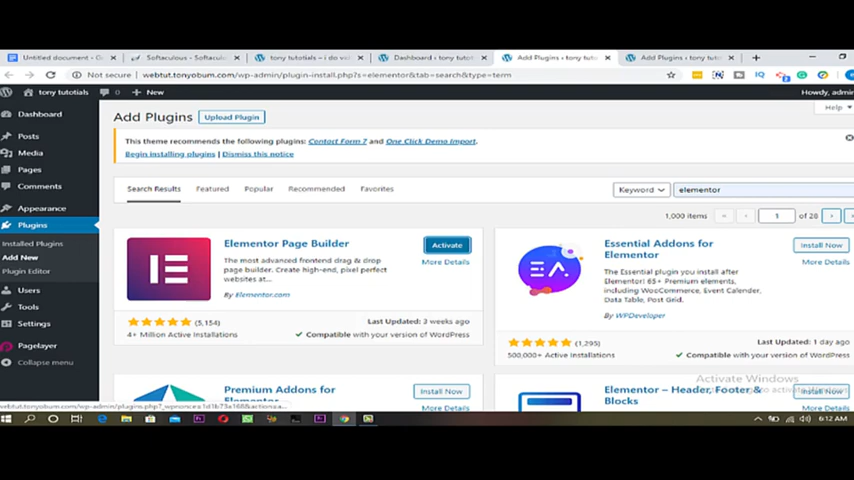 Untitled document - G
Softaculous - Softaculo
tony tutorials – i do vi
Dashboard ‹ tony tuto
Add Plugins ‹ tony tuto
Add Plugins ‹ tony tuto
Not secure | webtut.tonyobum.com/wp-admin/plugin-install.php?s=elementor&tab=search&type=term
tony tutorials + New Howdy, admin
Dashboard
Posts
Media
Pages
Comments
Appearance
Plugins
Installed Plugins
Add New
Plugin Editor
Users
Tools
Settings
Pagelayer
Collapse menu
Help
Add Plugins Upload Plugin
This theme recommends the following plugins: Contact Form 7 and One Click Demo Import.
Begin installing plugins | Dismiss this notice
Search Results Featured Popular Recommended Favorites Keyword elementor
1,000 items « ‹ 1 of 28 ›
Elementor Page Builder
Activate
More Details
The most advanced frontend drag & drop
page builder. Create high-end, pixel perfect
websites at...
By Elementor.com
(5,154)
4+ Million Active Installations
Last Updated: 3 weeks ago
Compatible with your version of WordPress
Essential Addons for
Elementor
Install Now
More Details
The Essential plugin you install after
Elementor! 65+ Premium elements,
including WooCommerce, Event Calender,
Data Table, Post Grid.
By WPDeveloper
(1,295)
500,000+ Active Installations
Last Updated: 1 day ago
Compatible with your version of WordPress
Premium Addons for
Elementor
Install Now
More Details
Elementor – Header, Footer &
Blocks
Install Now
More Details
Activate Windows
6:12 AM